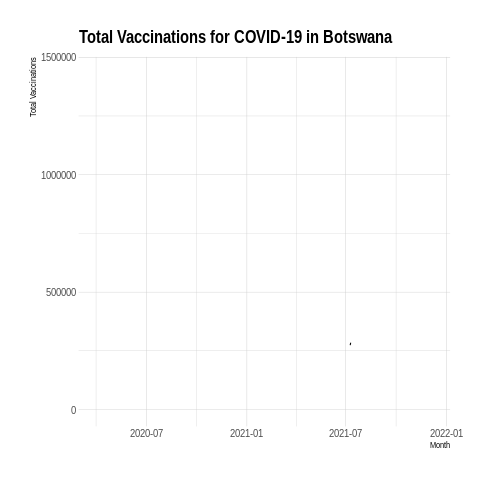 Total Vaccinations for COVID-19 in Botswana
Total Vaccinations
1500000
1000000
500000
0
2020-07 2021-01 2021-07 2022-01
Month